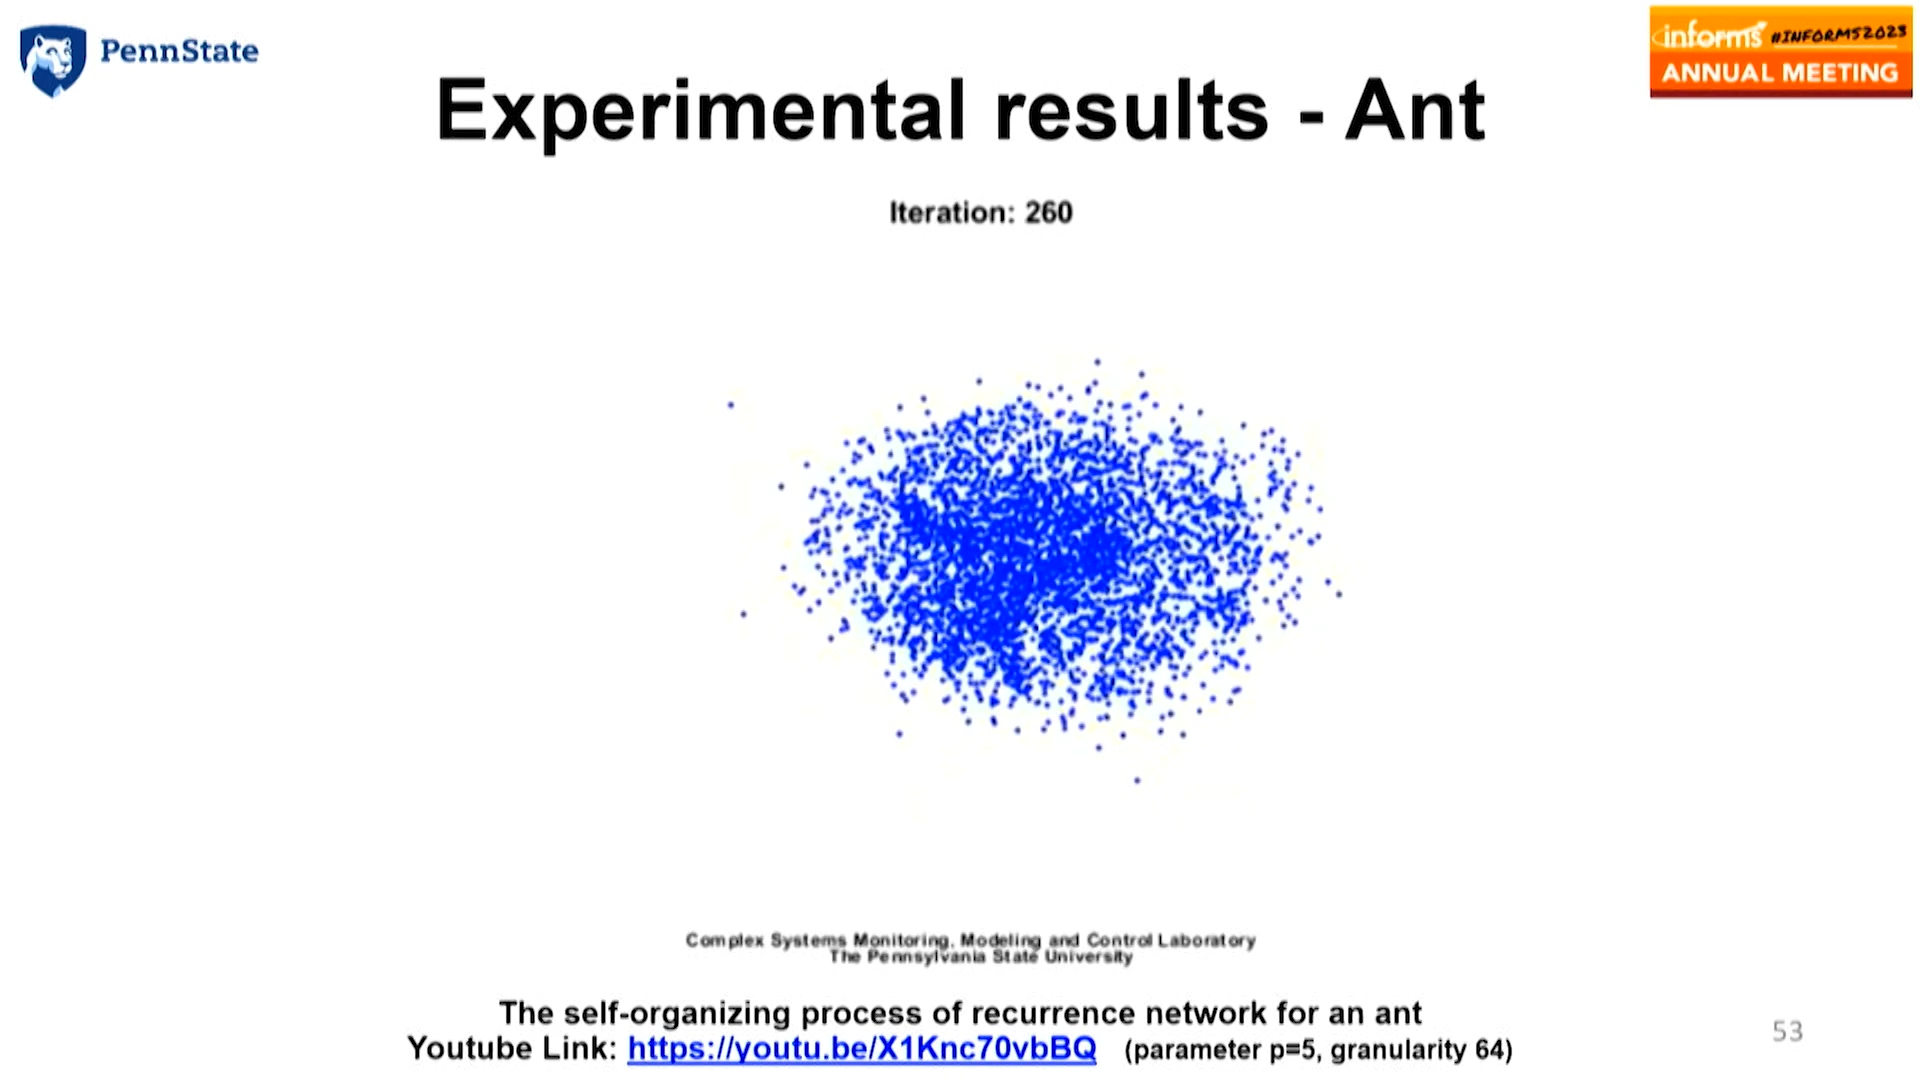 PennState
informs #INFORMS2023
ANNUAL MEETING
Experimental results - Ant
Iteration: 260
Complex Systems Monitoring, Modeling and Control Laboratory
The Pennsylvania State University
The self-organizing process of recurrence network for an ant
Youtube Link: https://youtu.be/X1Knc70vbBQ (parameter p=5, granularity 64)
53